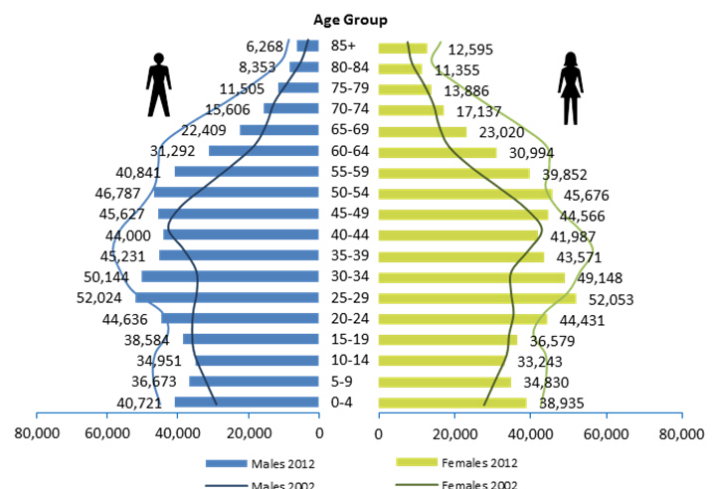 Age Group
6,268 85+ 12,595
8,353 80-84 11,355
11,505 75-79 13,886
15,606 70-74 17,137
22,409 65-69 23,020
31,292 60-64 30,994
40,841 55-59 39,852
46,787 50-54 45,676
45,627 45-49 44,566
44,000 40-44 41,987
45,231 35-39 43,571
50,144 30-34 49,148
52,024 25-29 52,053
44,636 20-24 44,431
38,584 15-19 36,579
34,951 10-14 33,243
36,673 5-9 34,830
40,721 0-4 38,935
80,000 60,000 40,000 20,000 0 0 20,000 40,000 60,000 80,000
Males 2012 Females 2012
Males 2002 Females 2002